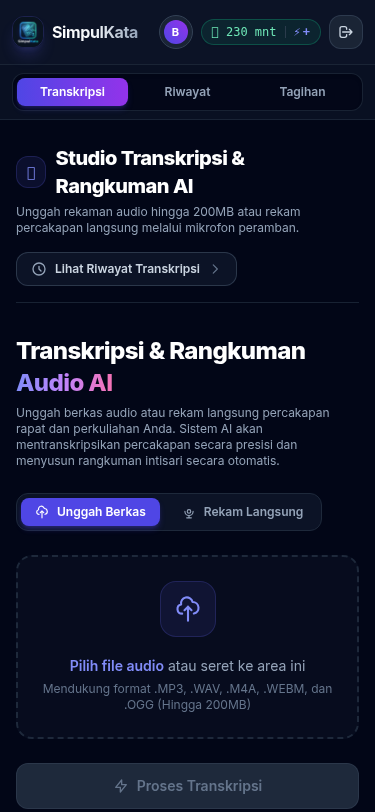 SimpulKata
B
230 mnt
+
Transkripsi
Riwayat
Tagihan
Studio Transkripsi &
Rangkuman AI
Unggah rekaman audio hingga 200MB atau rekam
percakapan langsung melalui mikrofon peramban.
Lihat Riwayat Transkripsi
Transkripsi & Rangkuman
Audio AI
Unggah berkas audio atau rekam langsung percakapan
rapat dan perkuliahan Anda. Sistem AI akan
mentranskripsikan percakapan secara presisi dan
menyusun rangkuman intisari secara otomatis.
Unggah Berkas
Rekam Langsung
Pilih file audio atau seret ke area ini
Mendukung format .MP3, .WAV, .M4A, .WEBM, dan
.OGG (Hingga 200MB)
Proses Transkripsi